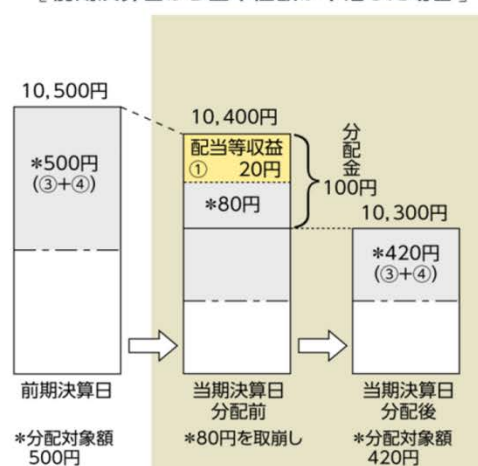 10,500円
*500円
(③+④)
10,400円
配当等収益
① 20円
*80円
分配金
100円
10,300円
*420円
(③+④)
前期決算日
当期決算日
分配前
当期決算日
分配後
*分配対象額
500円
*80円を取崩し
*分配対象額
420円